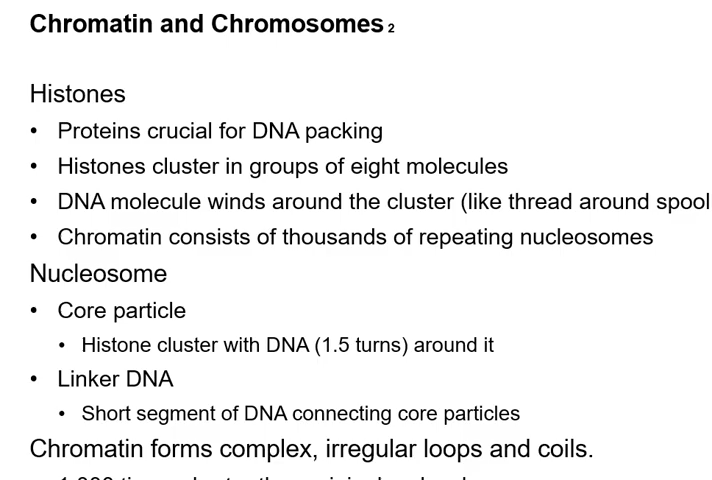 Chromatin and Chromosomes 2
Histones
• Proteins crucial for DNA packing
• Histones cluster in groups of eight molecules
• DNA molecule winds around the cluster (like thread around spool
• Chromatin consists of thousands of repeating nucleosomes
Nucleosome
• Core particle
• Histone cluster with DNA (1.5 turns) around it
• Linker DNA
• Short segment of DNA connecting core particles
Chromatin forms complex, irregular loops and coils.